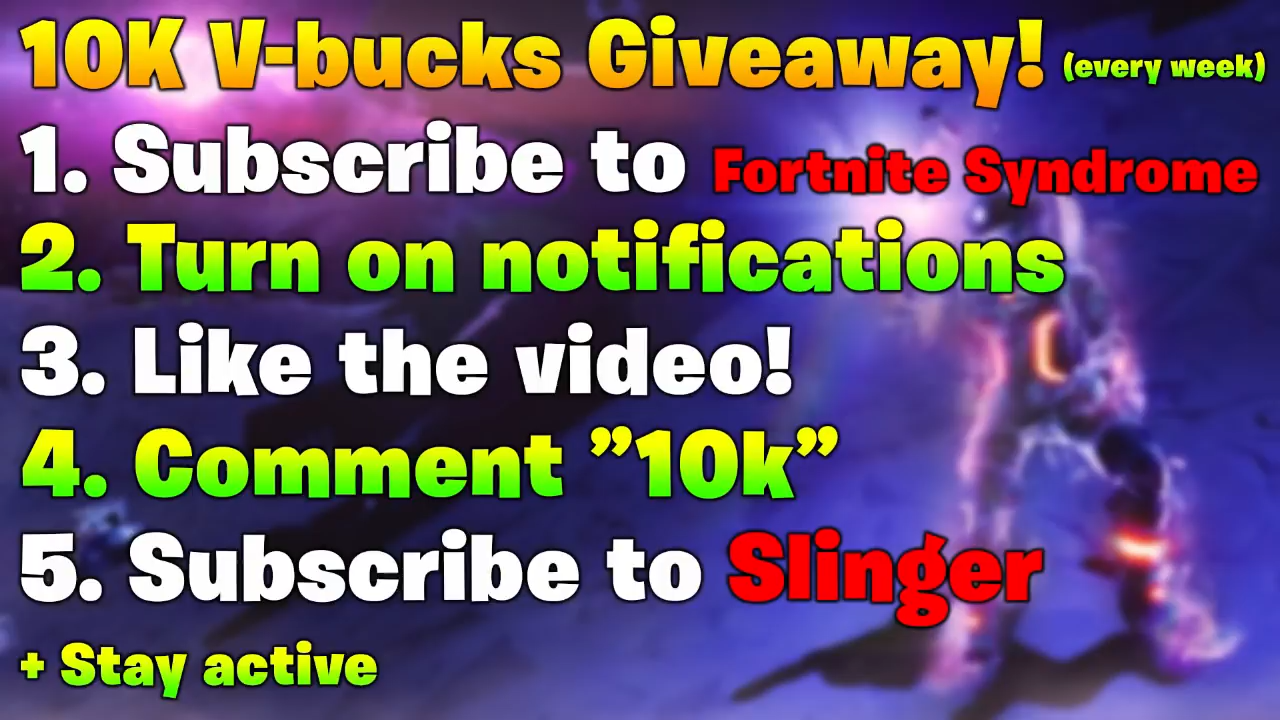 10K V-bucks Giveaway! (every week)
1. Subscribe to Fortnite Syndrome
2. Turn on notifications
3. Like the video!
4. Comment ”10k”
5. Subscribe to Slinger
+ Stay active